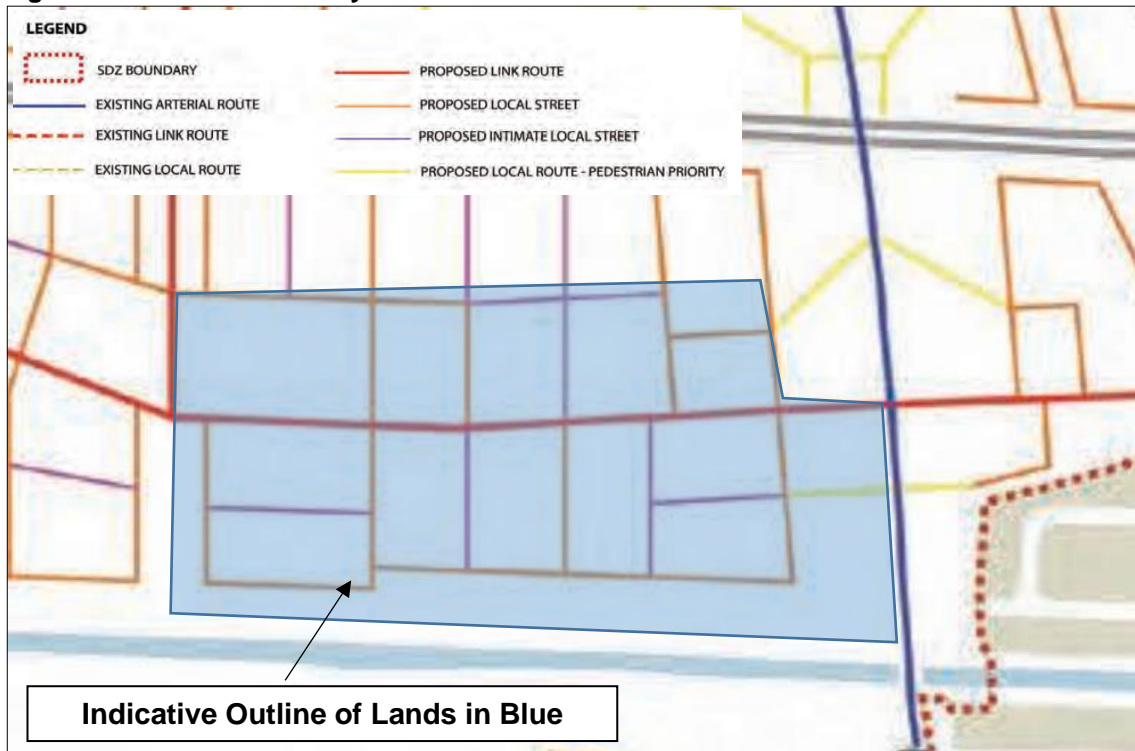 LEGEND
SDZ BOUNDARY
EXISTING ARTERIAL ROUTE
EXISTING LINK ROUTE
EXISTING LOCAL ROUTE
PROPOSED LINK ROUTE
PROPOSED LOCAL STREET
PROPOSED INTIMATE LOCAL STREET
PROPOSED LOCAL ROUTE - PEDESTRIAN PRIORITY
Indicative Outline of Lands in Blue